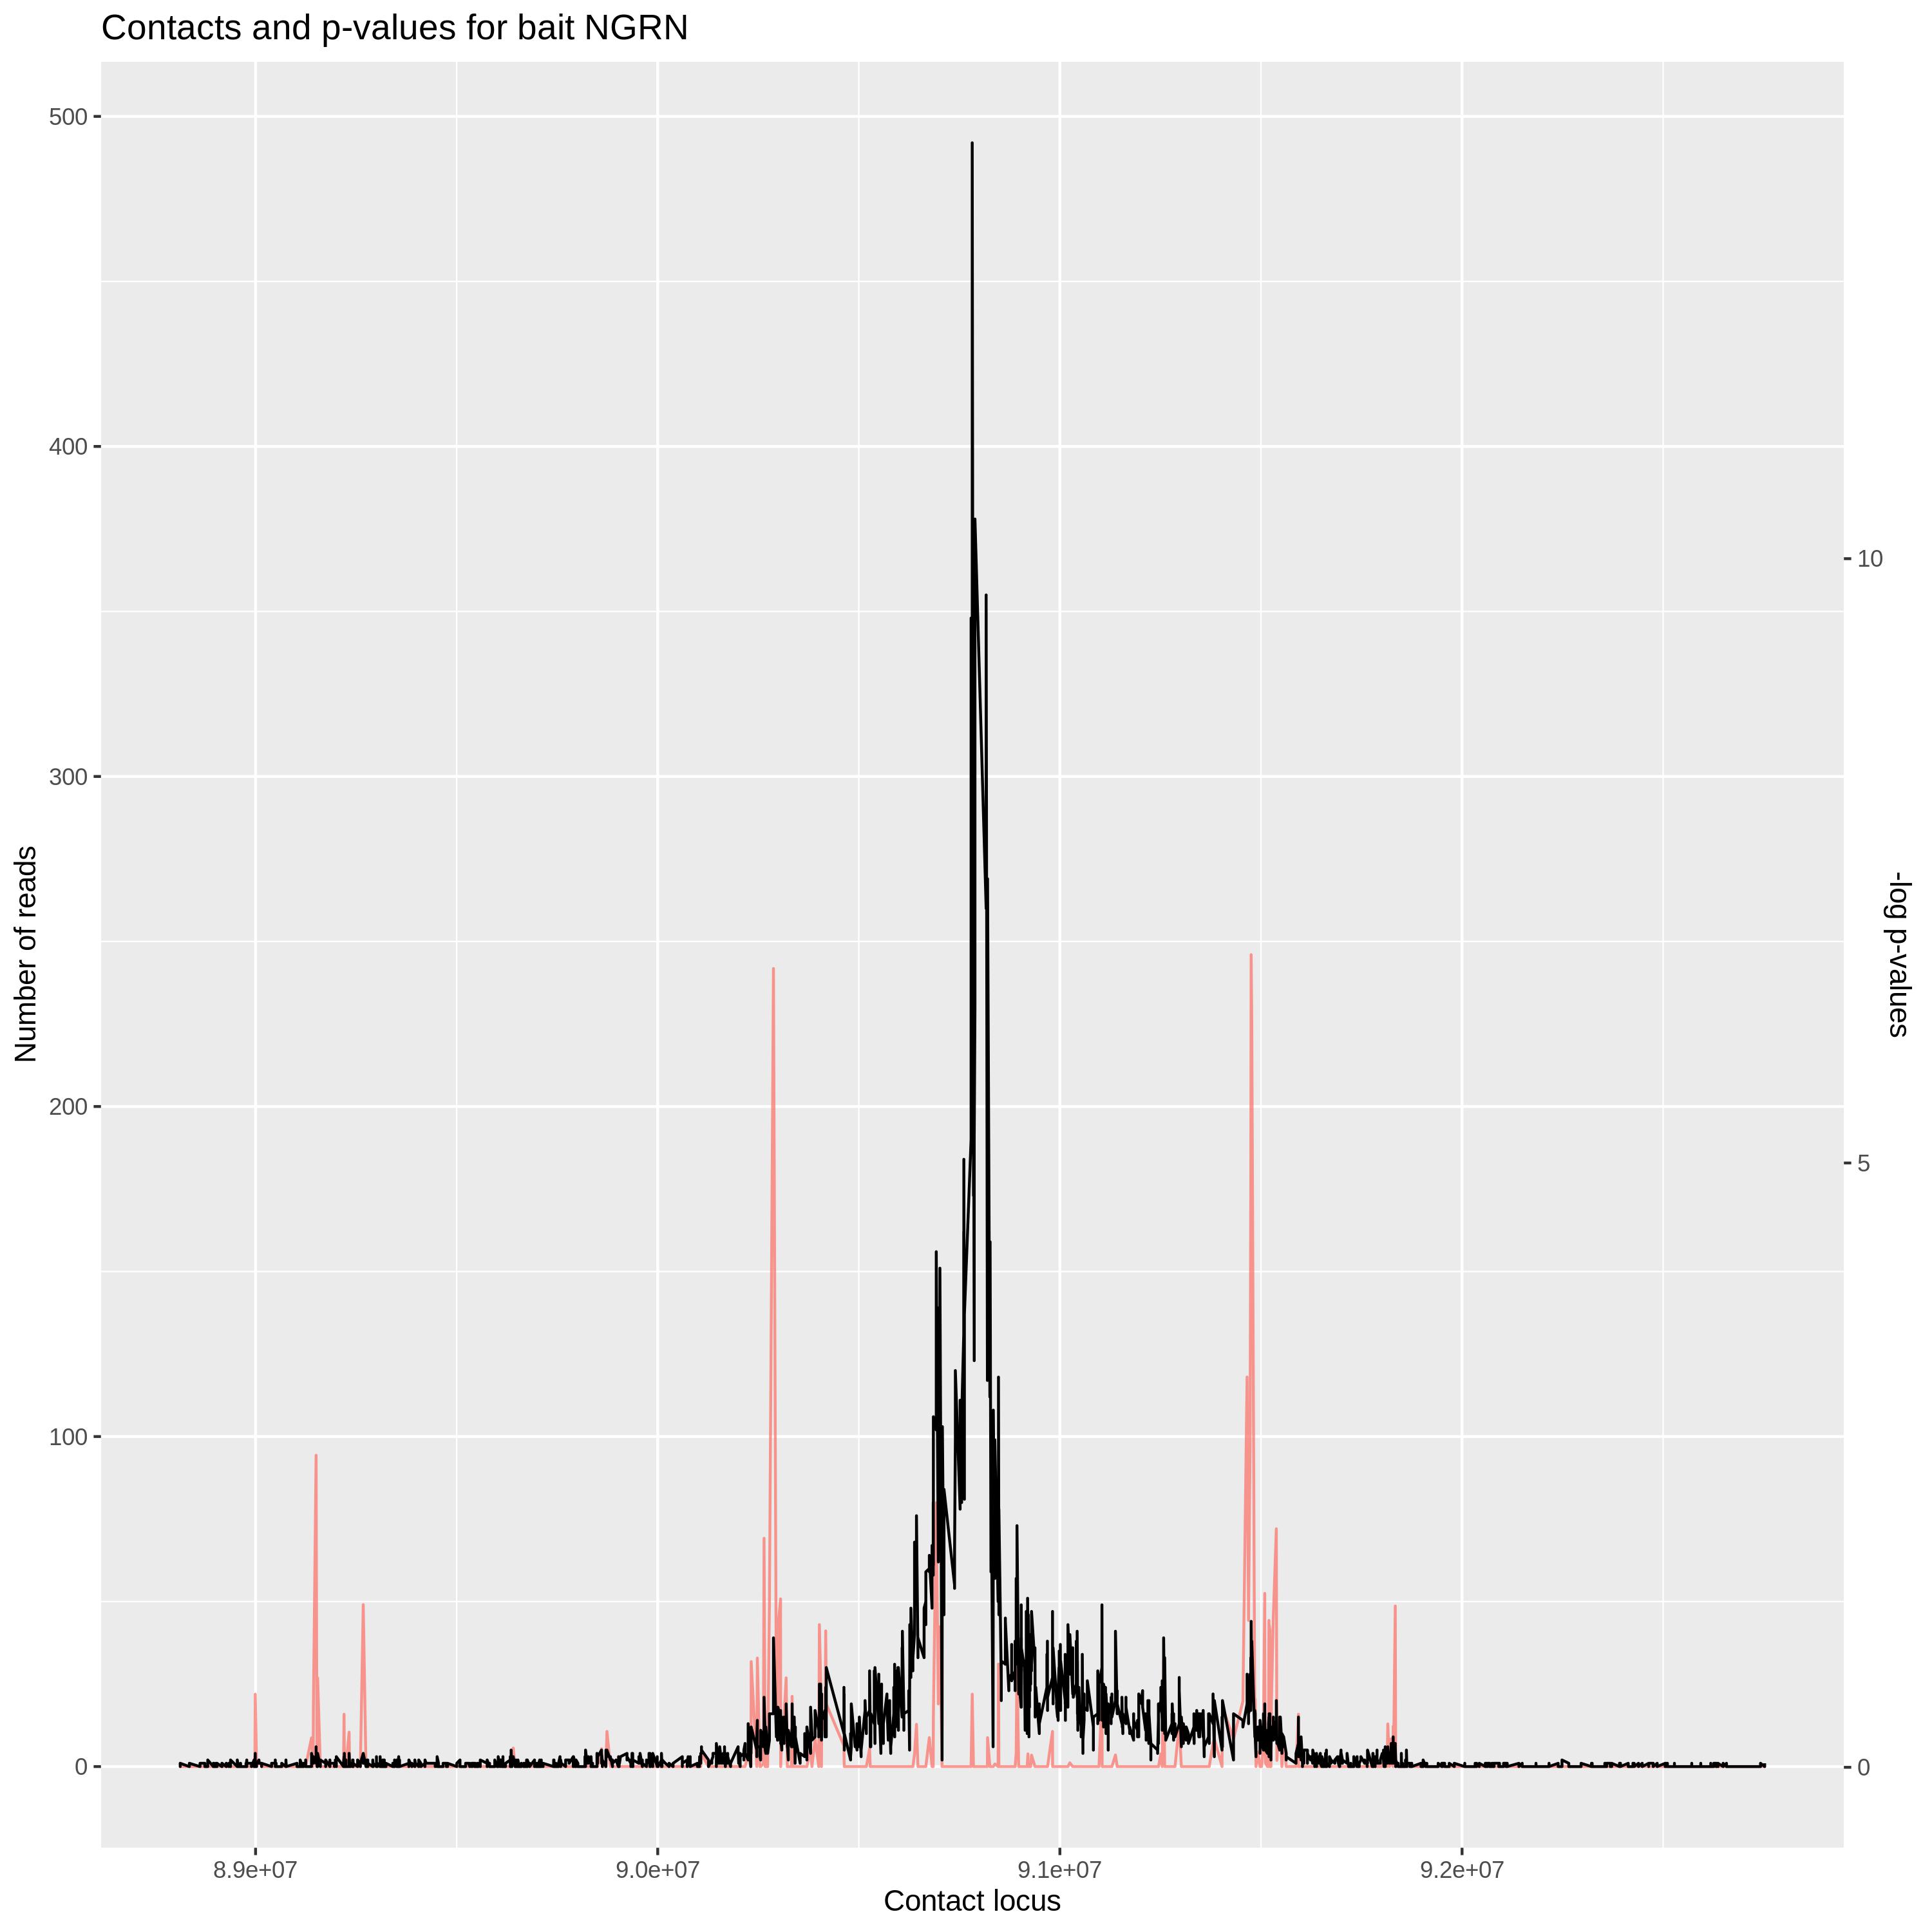 Contacts and p-values for bait NGRN
500
400
300
200
100
0
Number of reads
10
5
0
-log p-values
8.9e+07 9.0e+07 9.1e+07 9.2e+07
Contact locus